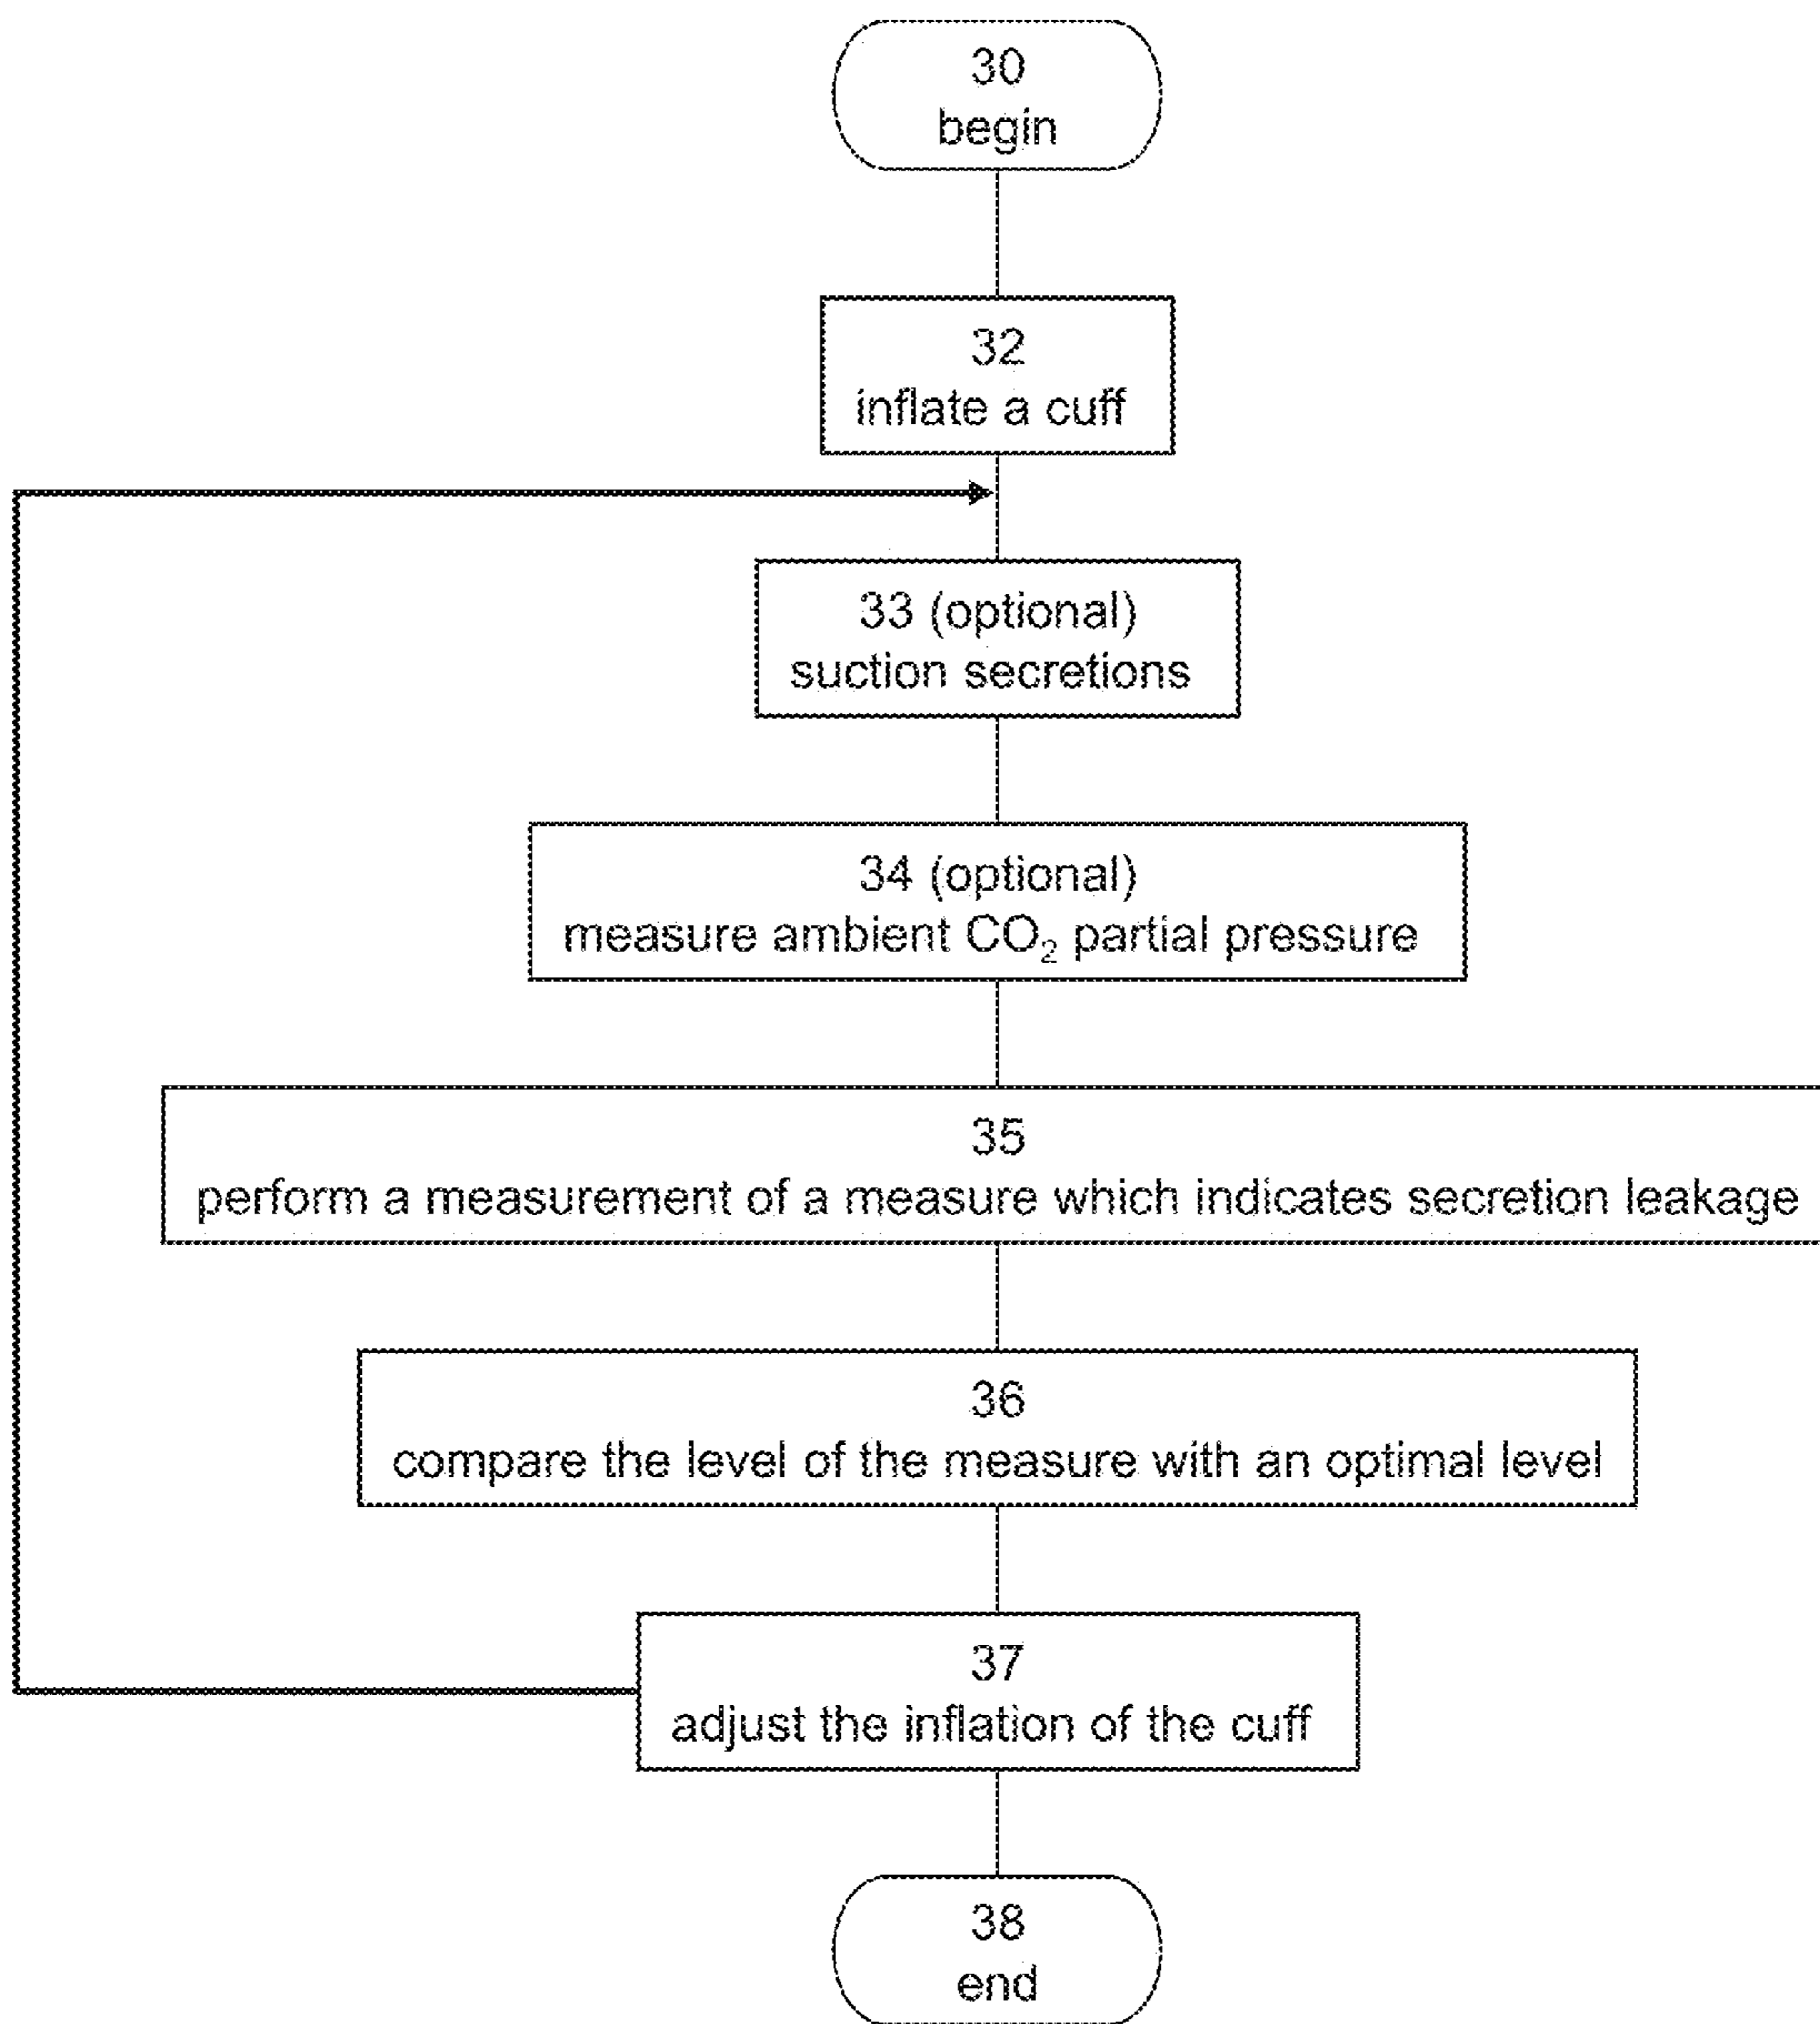 30
begin
32
inflate a cuff
33 (optional)
suction secretions
34 (optional)
measure ambient CO₂ partial pressure
35
perform a measurement of a measure which indicates secretion leakage
36
compare the level of the measure with an optimal level
37
adjust the inflation of the cuff
38
end